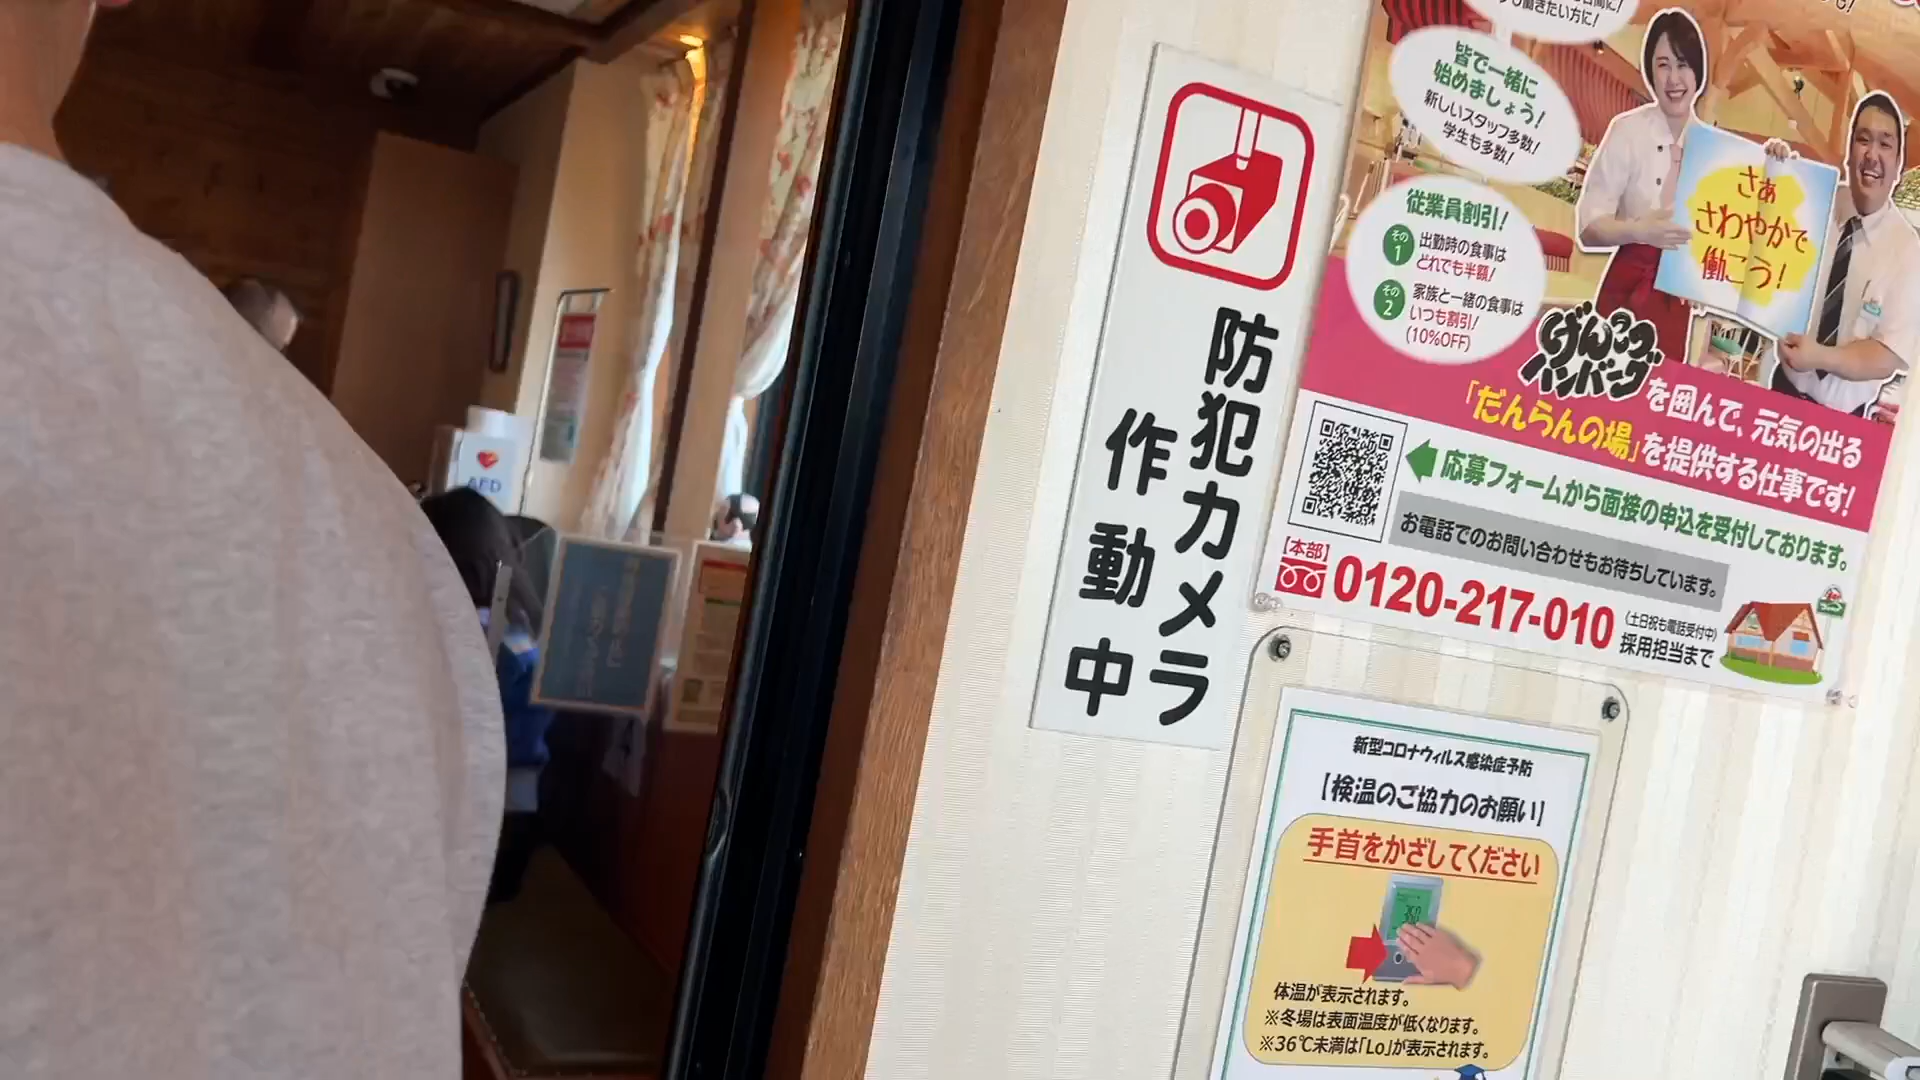 働きたい方に!
皆で一緒に
始めましょう!
新しいスタッフ多数!
学生も多数!
従業員割引!
その1 出勤時の食事は
どれでも半額!
その2 家族と一緒の食事は
いつも割引!
(10%OFF)
さぁ
さわやかで
働こう!
げんこつハンバーグを囲んで、元気の出る
「だんらんの場」を提供する仕事です!
応募フォームから面接の申込を受付しております。
お電話でのお問い合わせもお待ちしています。
【本部】
0120-217-010
(土日祝も電話受付中)
採用担当まで
防犯カメラ
作動中
AED
新型コロナウィルス感染症予防
【検温のご協力のお願い】
手首をかざしてください
体温が表示されます。
※冬場は表面温度が低くなります。
※36℃未満は「Lo」が表示されます。